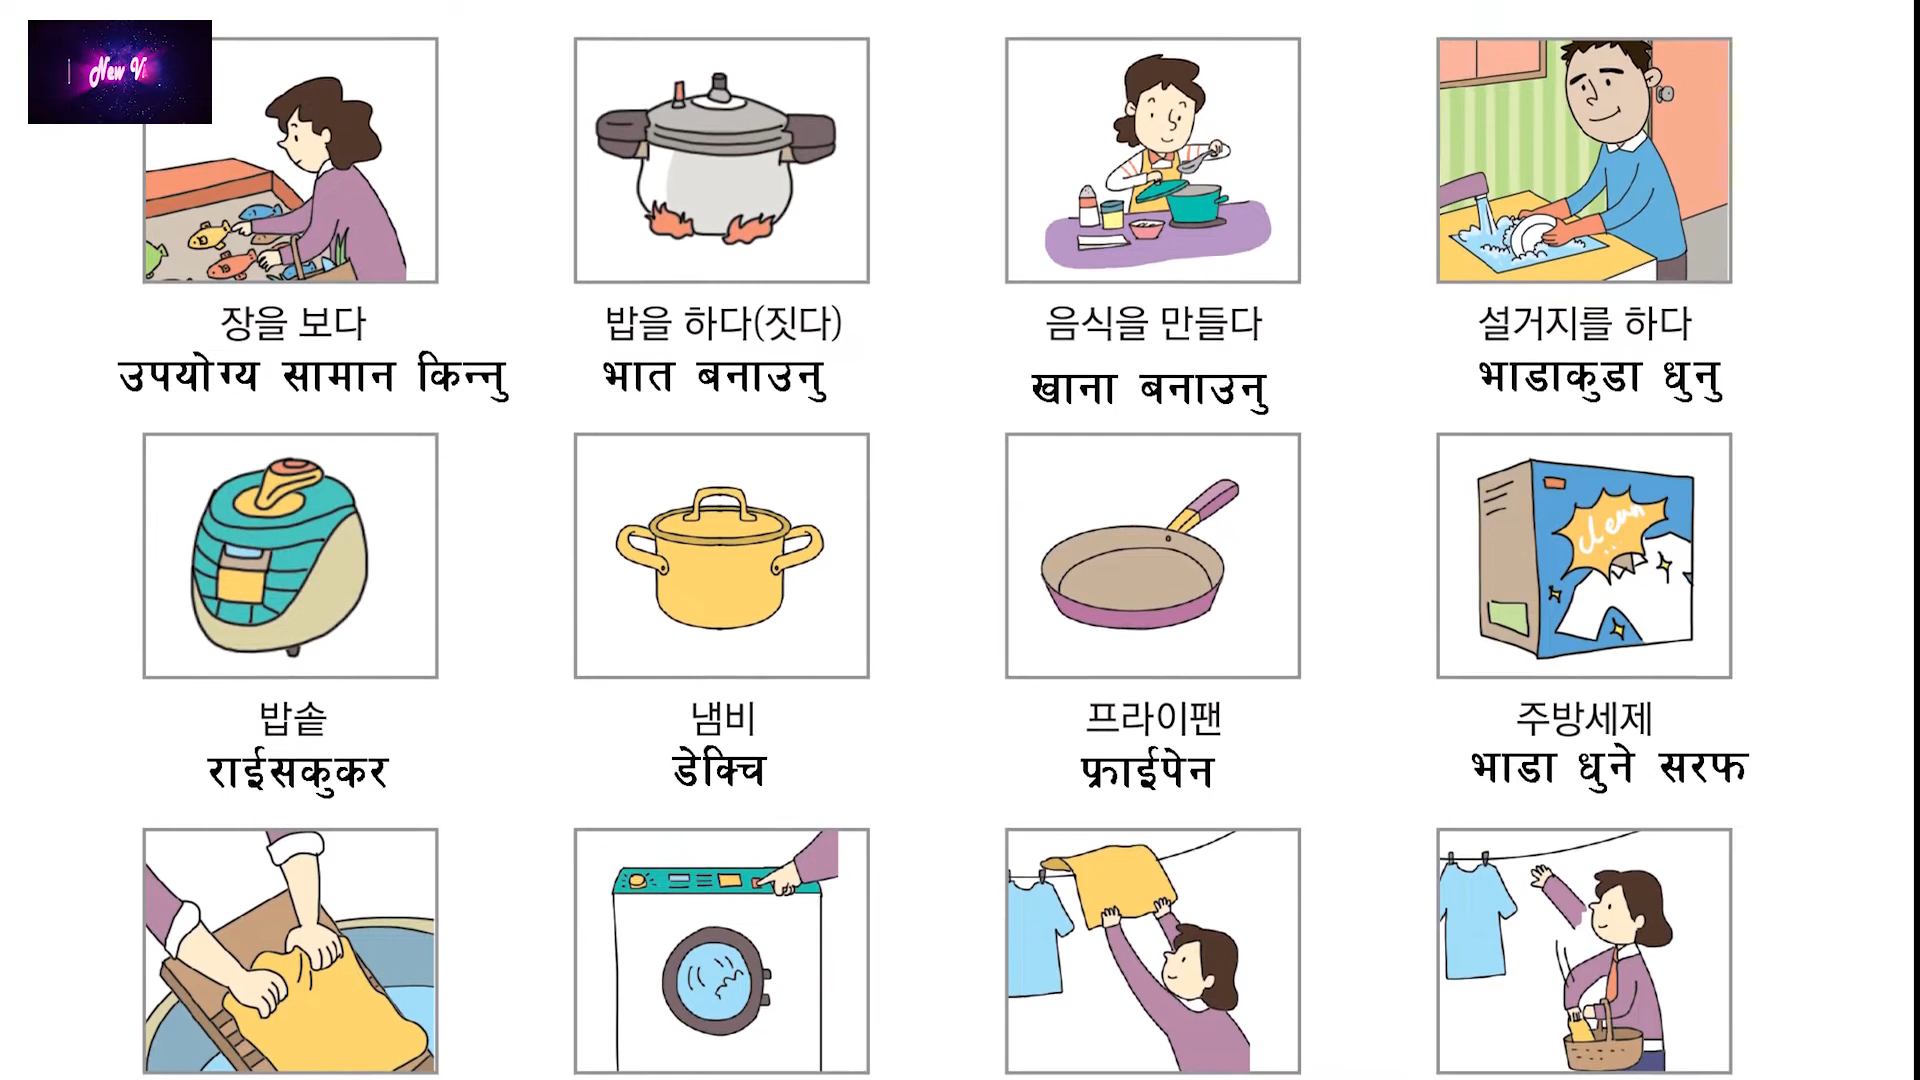 New Vi
장을 보다
밥을 하다(짓다)
음식을 만들다
설거지를 하다
उपयोग्य सामान किन्नु
भात बनाउनु
खाना बनाउनु
भाडाकुडा धुनु
clean
밥솥
냄비
프라이팬
주방세제
राईसकुकर
डेक्चि
फ्राईपेन
भाडा धुने सरफ